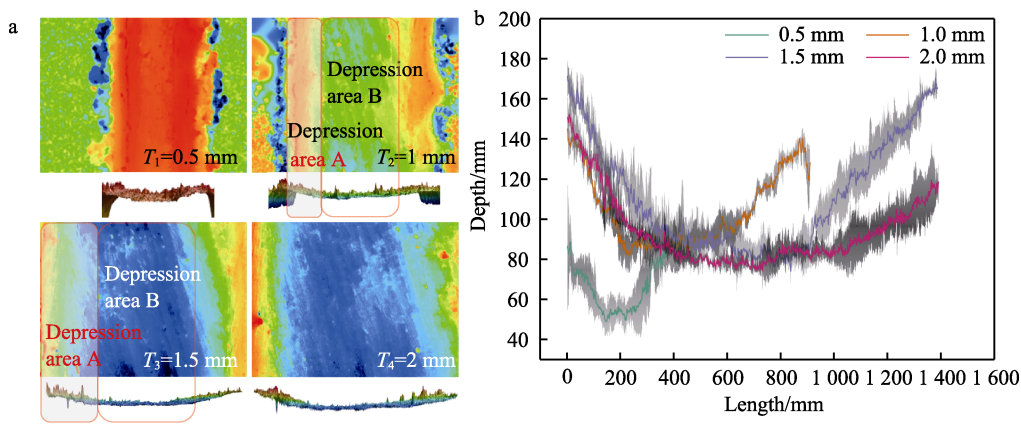 a
Depression
area B
Depression
area A
T₁=0.5 mm
T₂=1 mm
Depression
area B
Depression
area A
T₃=1.5 mm
T₄=2 mm
b
200
180
160
140
120
100
80
60
40
Depth/mm
0.5 mm
1.0 mm
1.5 mm
2.0 mm
0 200 400 600 800 1 000 1 200 1 400 1 600
Length/mm